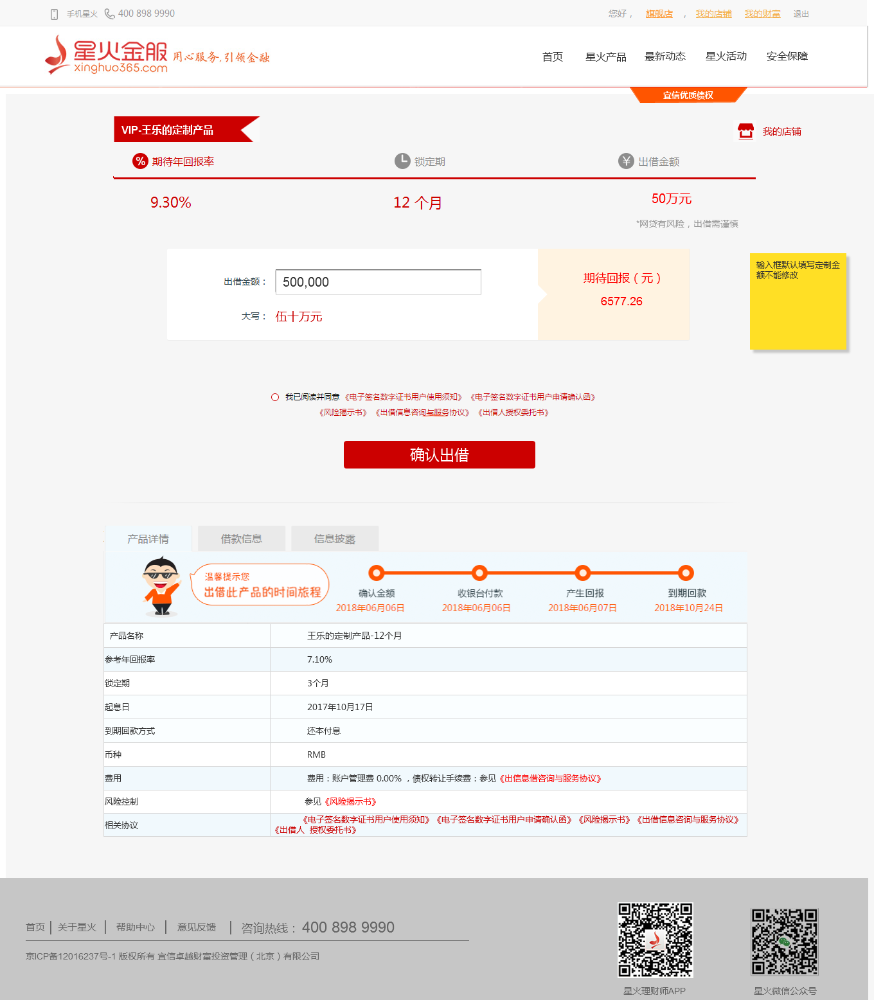 手机星火 400 898 9990 您好， 旗舰店 ， 我的店铺 我的财富 退出
星火金服 用心服务,引领金融
xinghuo365.com
首页 星火产品 最新动态 星火活动 安全保障
宜信优质债权
VIP-王乐的定制产品 我的店铺
% 期待年回报率 锁定期 ¥ 出借金额
9.30% 12 个月 50万元
*网贷有风险，出借需谨慎
输入框默认填写定制金
额不能修改
出借金额： 500,000
大写： 伍十万元
期待回报（元）
6577.26
我已阅读并同意 《电子签名数字证书用户使用须知》 《电子签名数字证书用户申请确认函》
《风险揭示书》 《出借信息咨询与服务协议》 《出借人授权委托书》
确认出借
产品详情 借款信息 信息披露
温馨提示您
出借此产品的时间旅程
确认金额 收银台付款 产生回报 到期回款
2018年06月06日 2018年06月06日 2018年06月07日 2018年10月24日
产品名称 王乐的定制产品-12个月
参考年回报率 7.10%
锁定期 3个月
起息日 2017年10月17日
到期回款方式 还本付息
币种 RMB
费用 费用：账户管理费 0.00% ，债权转让手续费：参见《出信息借咨询与服务协议》
风险控制 参见《风险揭示书》
相关协议 《电子签名数字证书用户使用须知》《电子签名数字证书用户申请确认函》《风险揭示书》《出借信息咨询与服务协议》
《出借人 授权委托书》
首页 | 关于星火 | 帮助中心 | 意见反馈 | 咨询热线： 400 898 9990
京ICP备12016237号-1 版权所有 宜信卓越财富投资管理（北京）有限公司
星火理财师APP 星火微信公众号